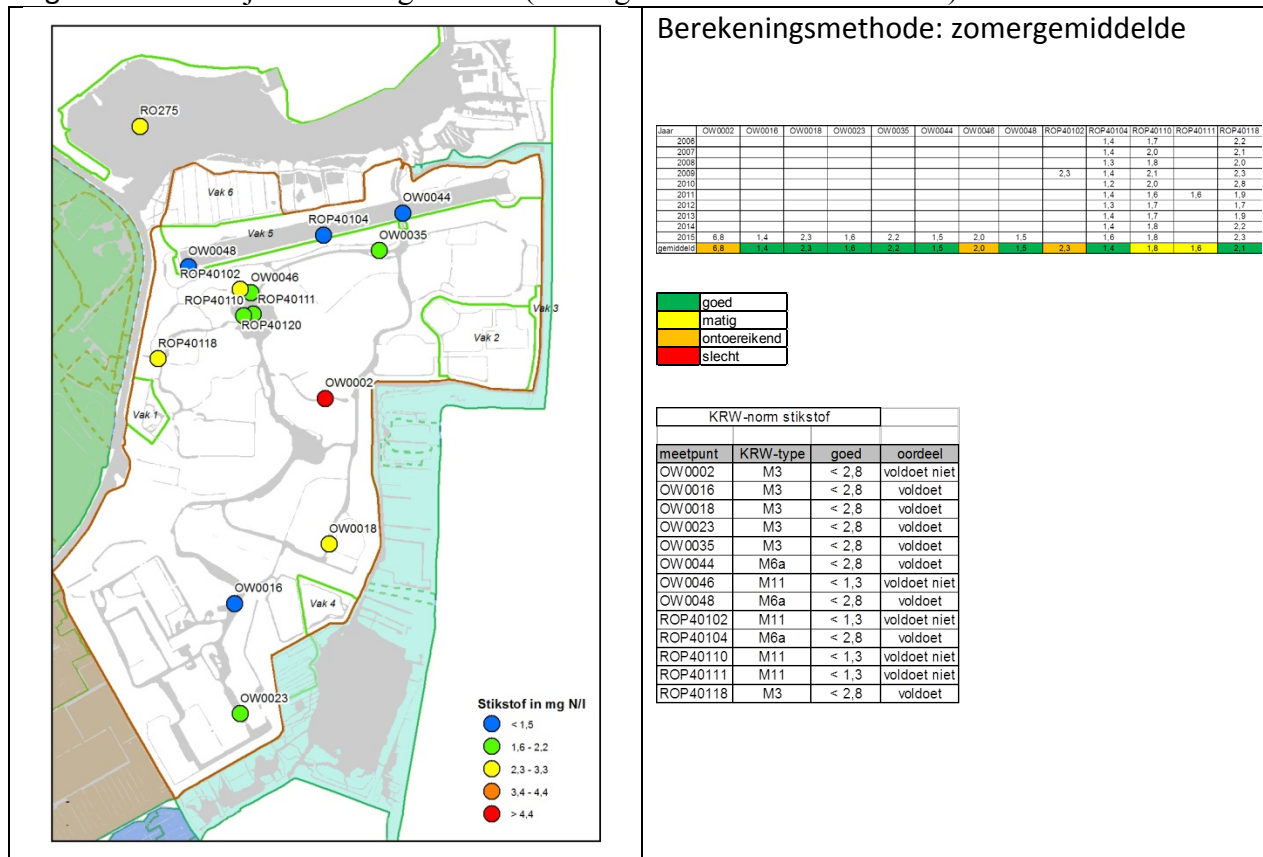 RO275
Vak 6
OW0044
ROP40104
Vak 5
OW0035
OW0048
ROP40102
OW0046
ROP40110
ROP40111
ROP40120
Vak 3
Vak 2
ROP40118
OW0002
Vak 1
OW0018
OW0016
Vak 4
OW0023
Stikstof in mg N/l
< 1,5
1,6 - 2,2
2,3 - 3,3
3,4 - 4,4
> 4,4
Berekeningsmethode: zomergemiddelde
Jaar OW0002 OW0016 OW0018 OW0023 OW0035 OW0044 OW0046 OW0048 ROP40102 ROP40104 ROP40110 ROP40111 ROP40118
2006 1,4 1,7 2,2
2007 1,4 2,0 2,1
2008 1,3 1,8 2,0
2009 2,3 1,4 2,1 2,3
2010 1,2 2,0 2,8
2011 1,4 1,6 1,6 1,9
2012 1,3 1,7 1,7
2013 1,4 1,7 1,9
2014 1,4 1,8 2,2
2015 6,8 1,4 2,3 1,6 2,2 1,5 2,0 1,5 1,6 1,8 2,3
gemiddeld 6,8 1,4 2,3 1,6 2,2 1,5 2,0 1,5 2,3 1,4 1,8 1,6 2,1
goed
matig
ontoereikend
slecht
KRW-norm stikstof
meetpunt KRW-type goed oordeel
OW0002 M3 < 2,8 voldoet niet
OW0016 M3 < 2,8 voldoet
OW0018 M3 < 2,8 voldoet
OW0023 M3 < 2,8 voldoet
OW0035 M3 < 2,8 voldoet
OW0044 M6a < 2,8 voldoet
OW0046 M11 < 1,3 voldoet niet
OW0048 M6a < 2,8 voldoet
ROP40102 M11 < 1,3 voldoet niet
ROP40104 M6a < 2,8 voldoet
ROP40110 M11 < 1,3 voldoet niet
ROP40111 M11 < 1,3 voldoet niet
ROP40118 M3 < 2,8 voldoet